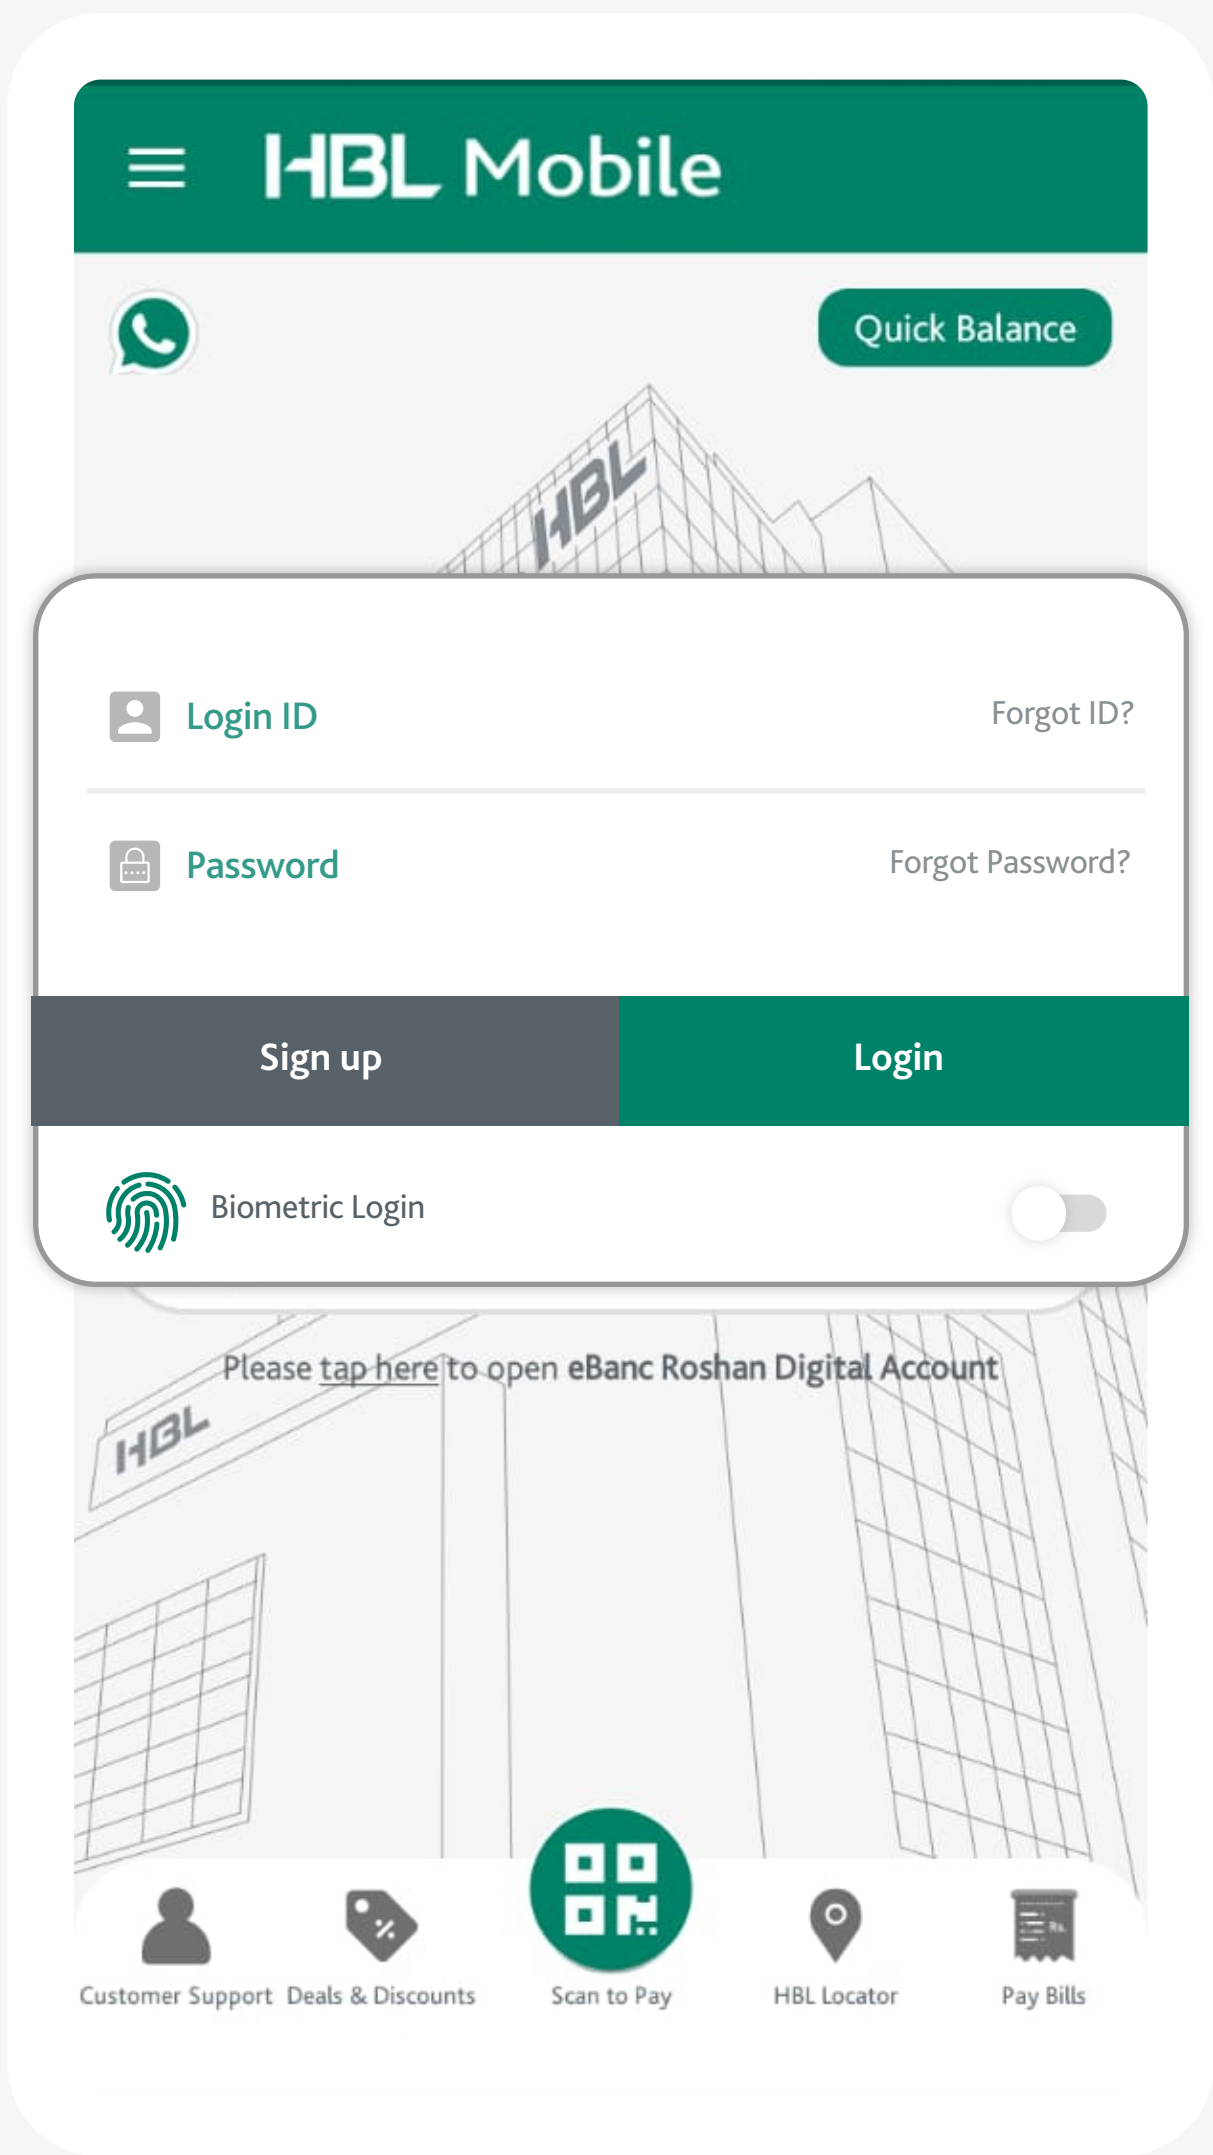 HBL Mobile
Quick Balance
HBL
Login ID Forgot ID?
Password Forgot Password?
Sign up Login
Biometric Login
Please tap here to open eBanc Roshan Digital Account
HBL
Rs.
Customer Support Deals & Discounts Scan to Pay HBL Locator Pay Bills